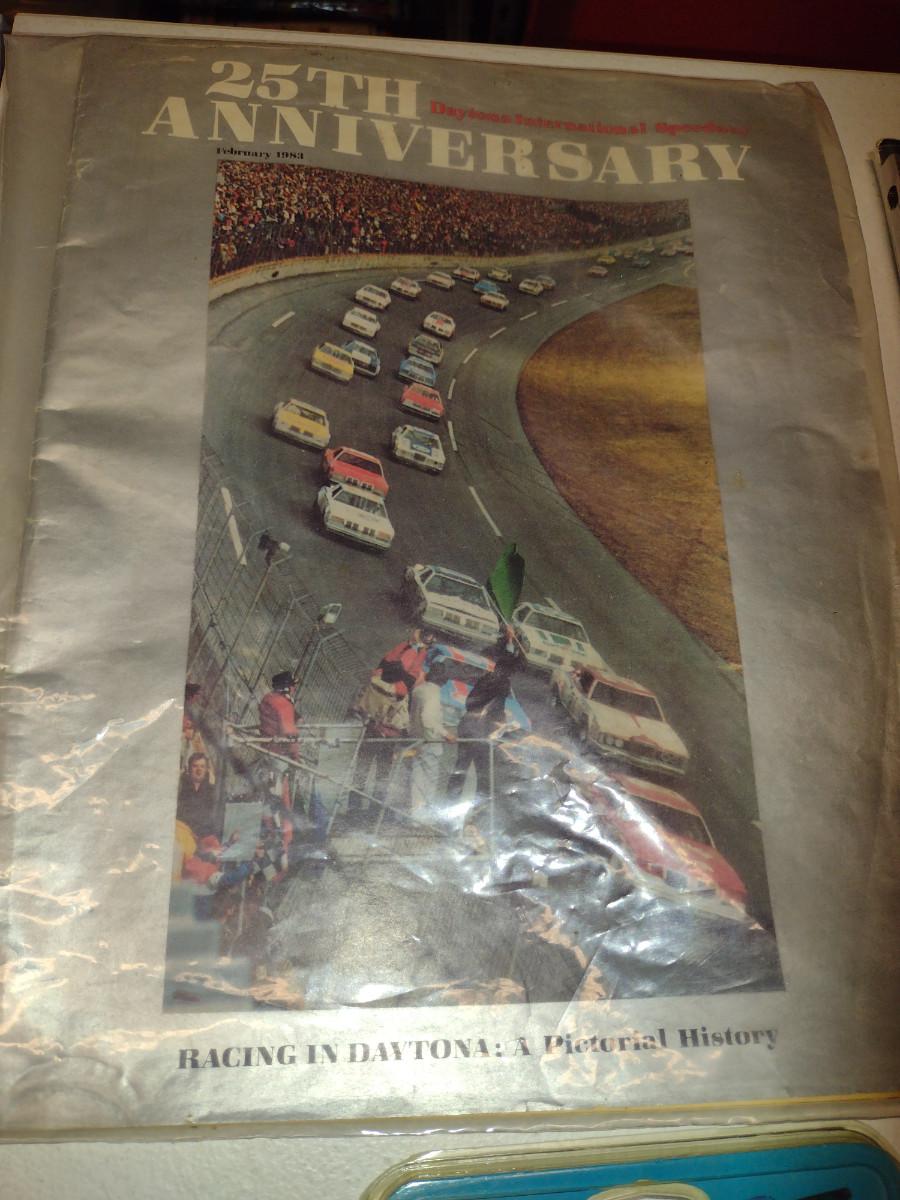 25TH
Daytona International Speedway
ANNIVERSARY
February 1983
RACING IN DAYTONA: A Pictorial History